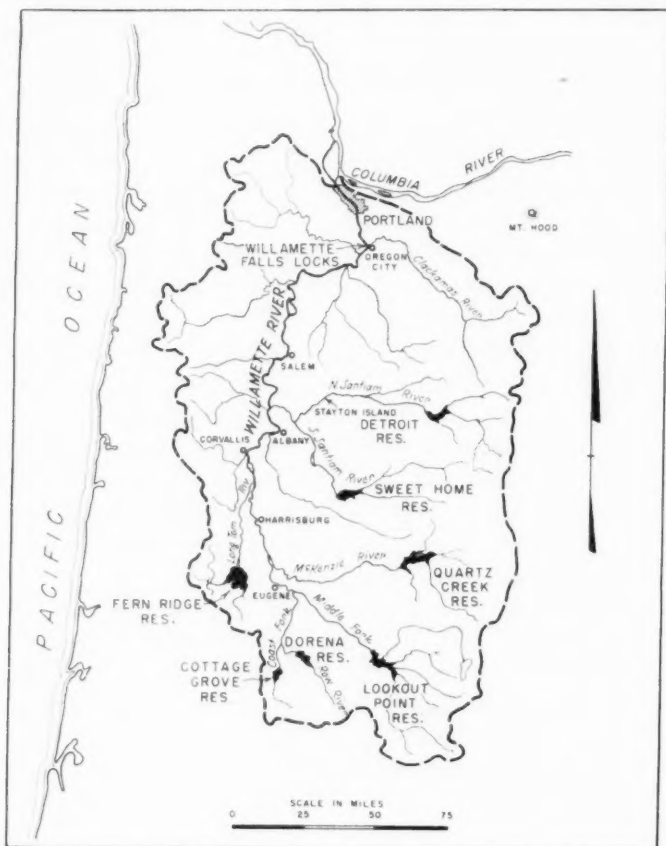 COLUMBIA
RIVER
PORTLAND
MT. HOOD
WILLAMETTE
FALLS LOCKS
OREGON
CITY
Clackamas River
PACIFIC OCEAN
WILLAMETTE RIVER
SALEM
N. Santiam River
STAYTON ISLAND
DETROIT
RES.
CORVALLIS
ALBANY
S. Santiam River
SWEET HOME
RES.
Long Tom Riv.
HARRISBURG
McKenzie River
QUARTZ
CREEK
RES.
FERN RIDGE
RES.
EUGENE
Coast Fork
Middle Fork
DORENA
RES.
COTTAGE
GROVE
RES
Row River
LOOKOUT
POINT
RES.
SCALE IN MILES
0 25 50 75